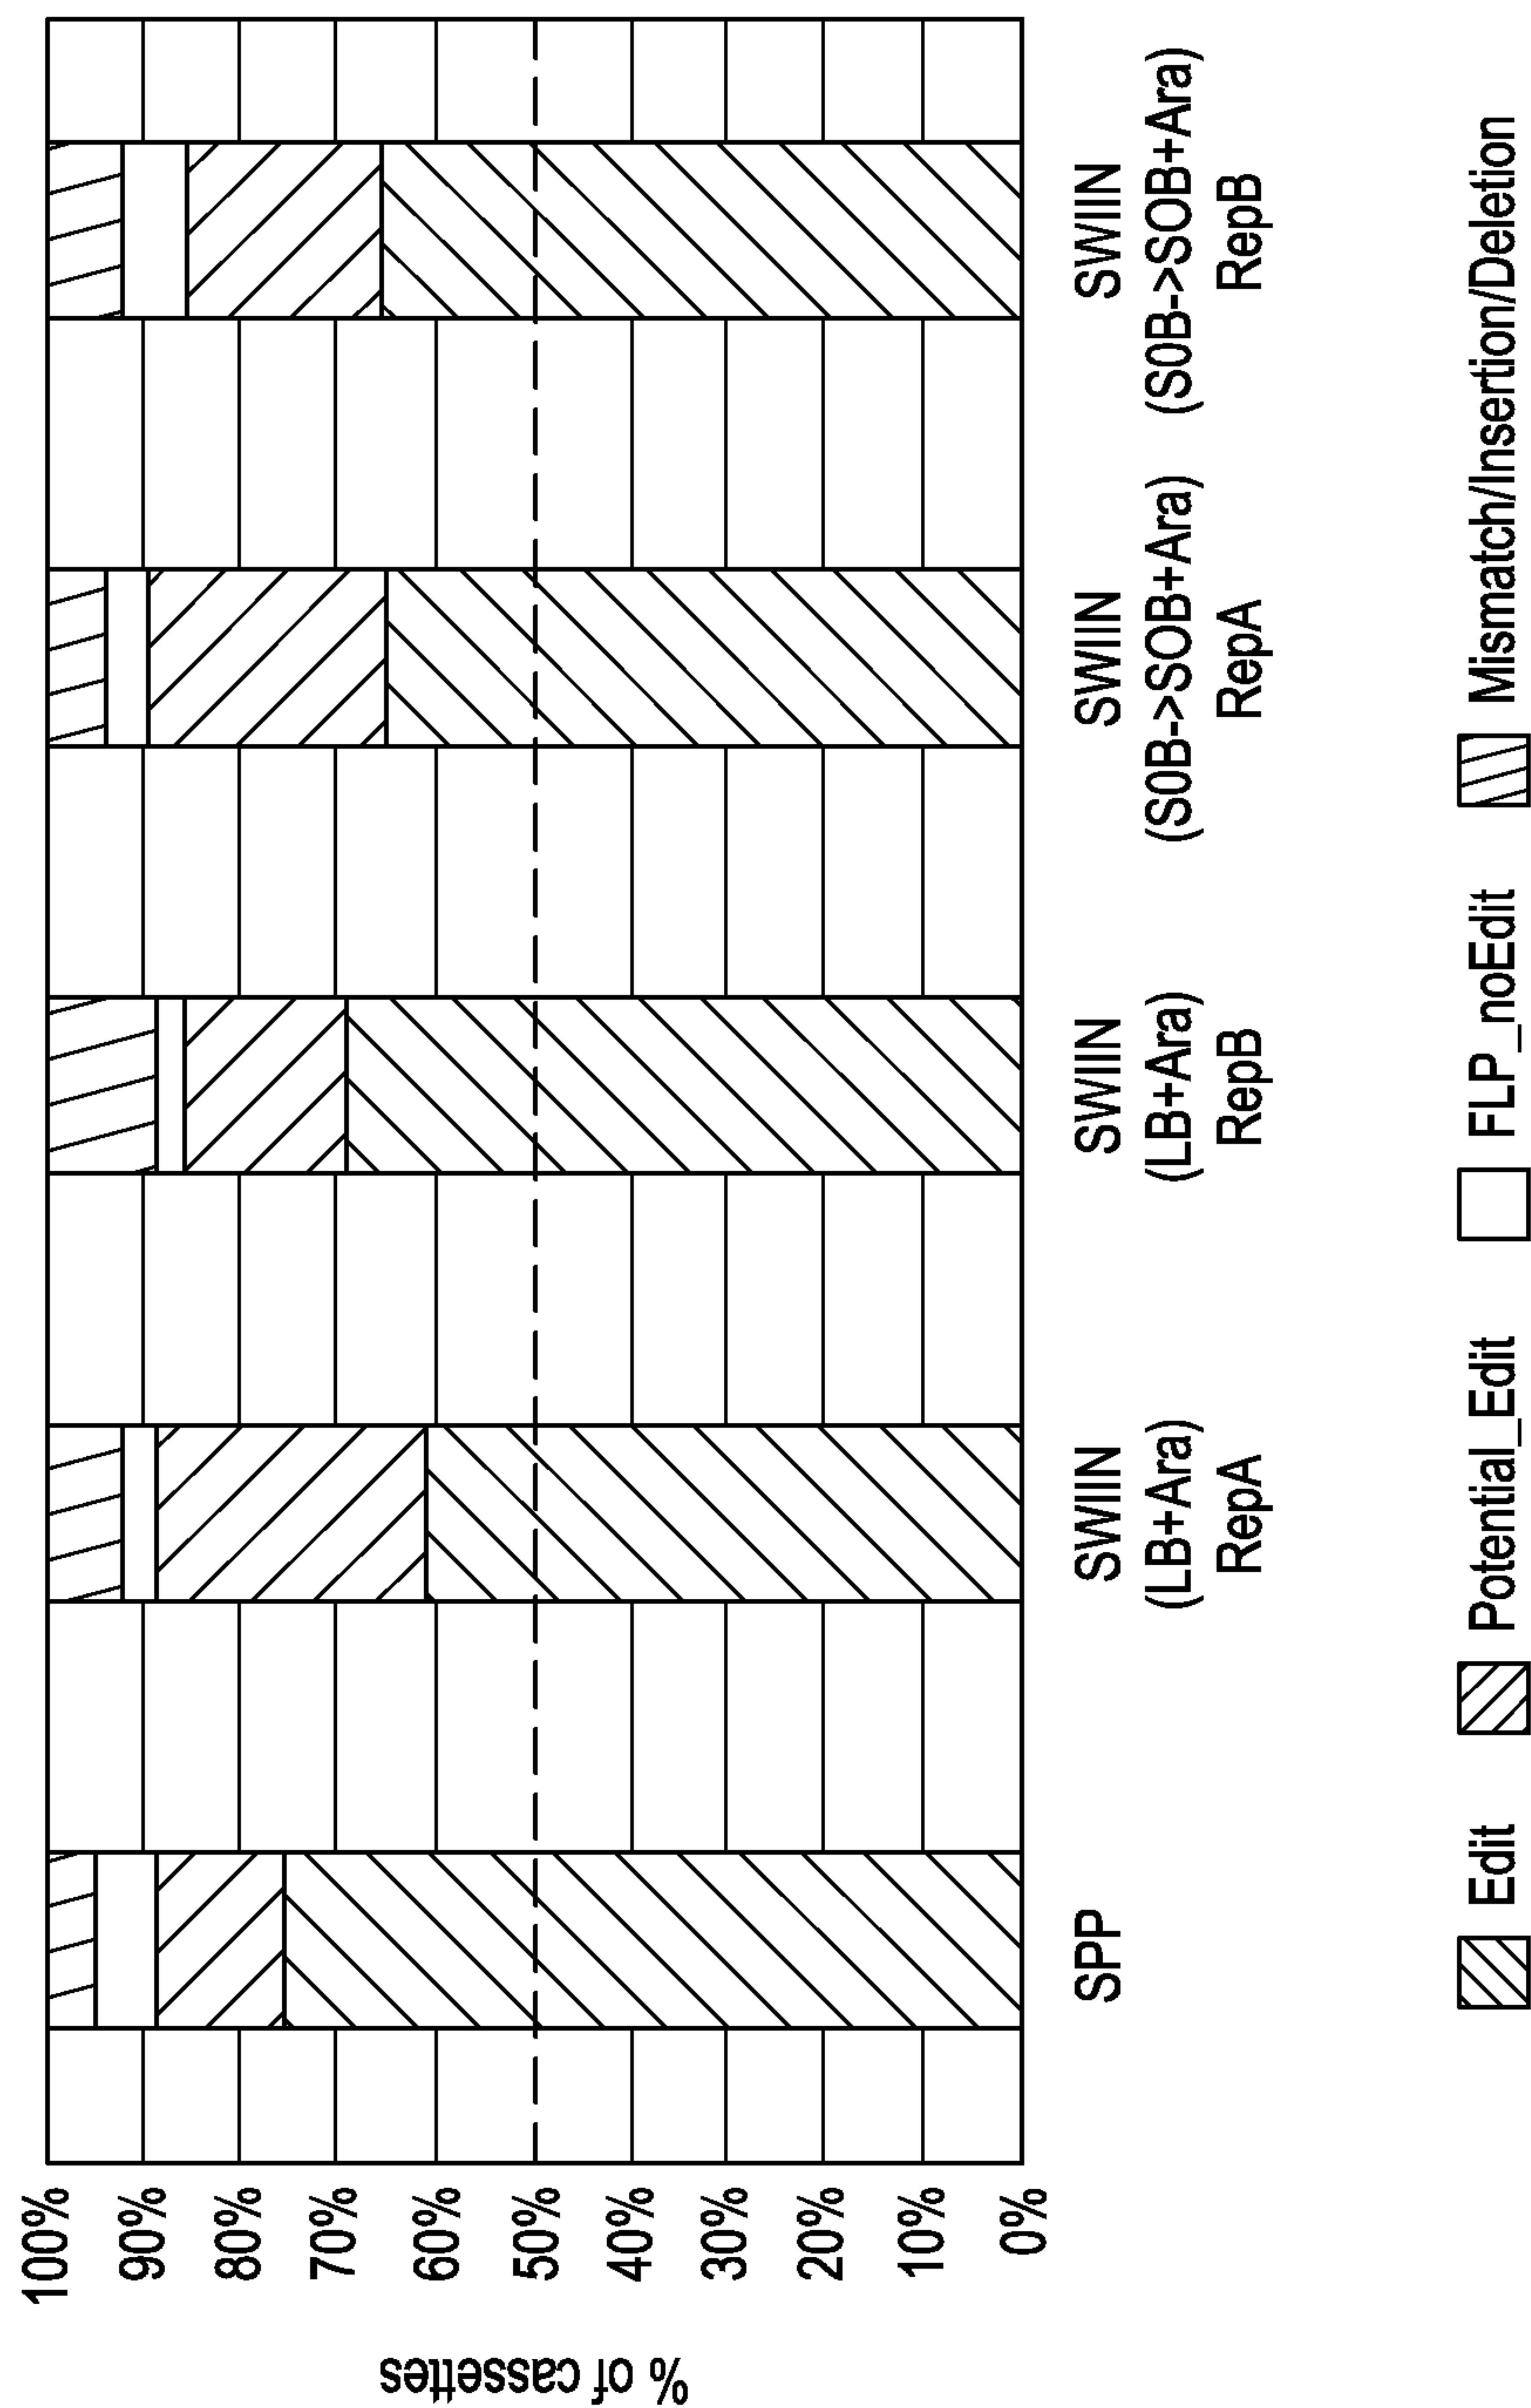 % of cassettes
100%
90%
80%
70%
60%
50%
40%
30%
20%
10%
0%
SPP
SWIIN
(LB+Ara)
RepA
SWIIN
(LB+Ara)
RepB
SWIIN
(S0B->SOB+Ara)
RepA
SWIIN
(S0B->SOB+Ara)
RepB
Edit
Potential_Edit
FLP_noEdit
Mismatch/Insertion/Deletion